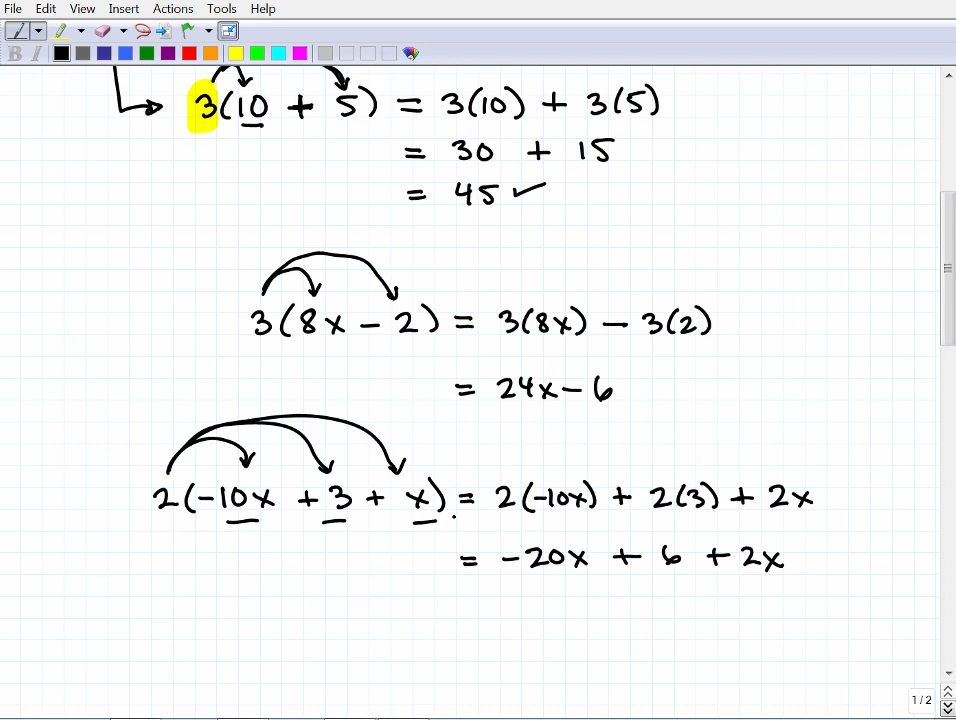 File Edit View Insert Actions Tools Help
B I
3(10 + 5) = 3(10) + 3(5)
= 30 + 15
= 45 ✓
3(8x - 2) = 3(8x) - 3(2)
= 24x - 6
2(-10x + 3 + x) = 2(-10x) + 2(3) + 2x
= -20x + 6 + 2x
1 / 2